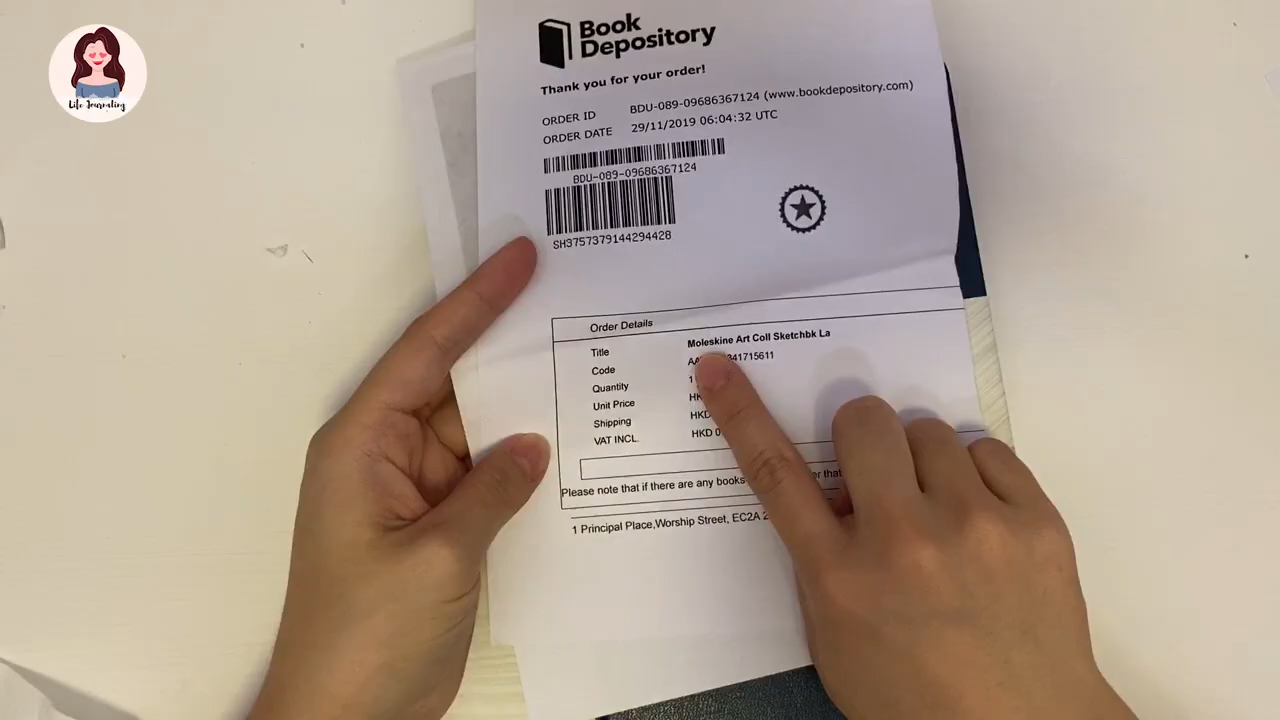 Life Journaling
Book
Depository
Thank you for your order!
ORDER ID BDU-089-09686367124 (www.bookdepository.com)
ORDER DATE 29/11/2019 06:04:32 UTC
BDU-089-09686367124
SH3757379144294428
Order Details
Title Moleskine Art Coll Sketchbk La
Code 341715611
Quantity 1
Unit Price
Shipping HKD
VAT INCL. HKD 0
Please note that if there are any books that
1 Principal Place,Worship Street, EC2A